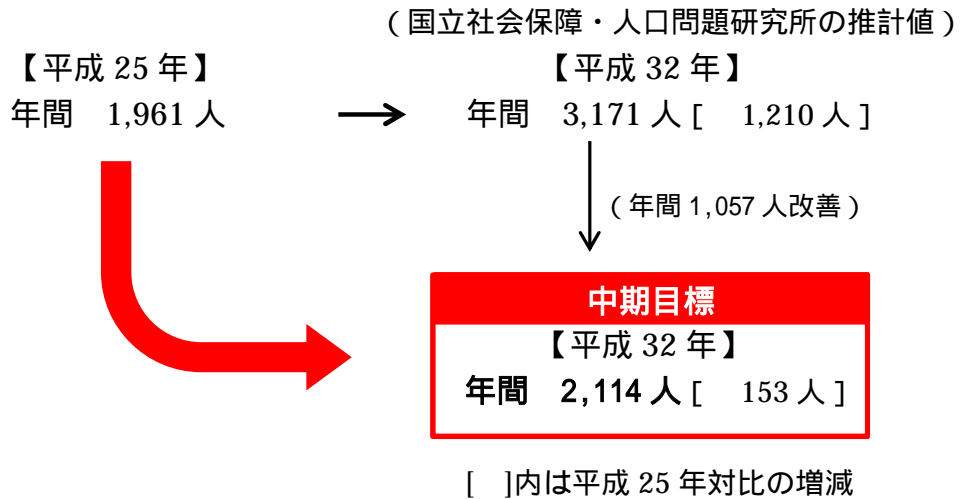 （国立社会保障・人口問題研究所の推計値）
【平成 25 年】
年間　1,961 人
【平成 32 年】
年間　3,171 人 [　1,210 人 ]
（年間 1,057 人改善）
中期目標
【平成 32 年】
年間　2,114 人 [　153 人 ]
[　]内は平成 25 年対比の増減